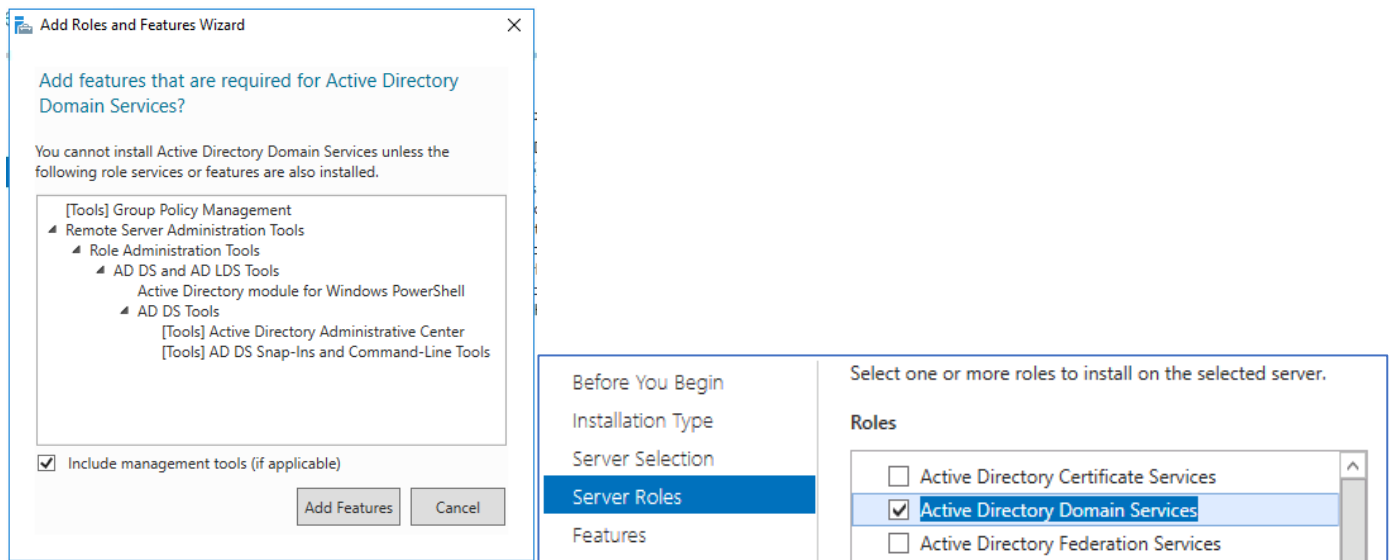 Add Roles and Features Wizard
Add features that are required for Active Directory
Domain Services?
You cannot install Active Directory Domain Services unless the
following role services or features are also installed.
[Tools] Group Policy Management
Remote Server Administration Tools
Role Administration Tools
AD DS and AD LDS Tools
Active Directory module for Windows PowerShell
AD DS Tools
[Tools] Active Directory Administrative Center
[Tools] AD DS Snap-Ins and Command-Line Tools
Include management tools (if applicable)
Add Features
Cancel
Before You Begin
Installation Type
Server Selection
Server Roles
Features
Select one or more roles to install on the selected server.
Roles
Active Directory Certificate Services
Active Directory Domain Services
Active Directory Federation Services